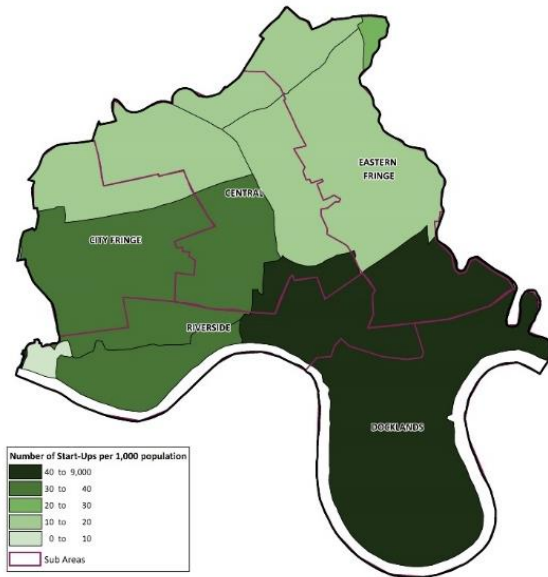 EASTERN
FRINGE
CENTRAL
CITY FRINGE
RIVERSIDE
DOCKLANDS
Number of Start-Ups per 1,000 population
40 to 9,000
30 to 40
20 to 30
10 to 20
0 to 10
Sub Areas